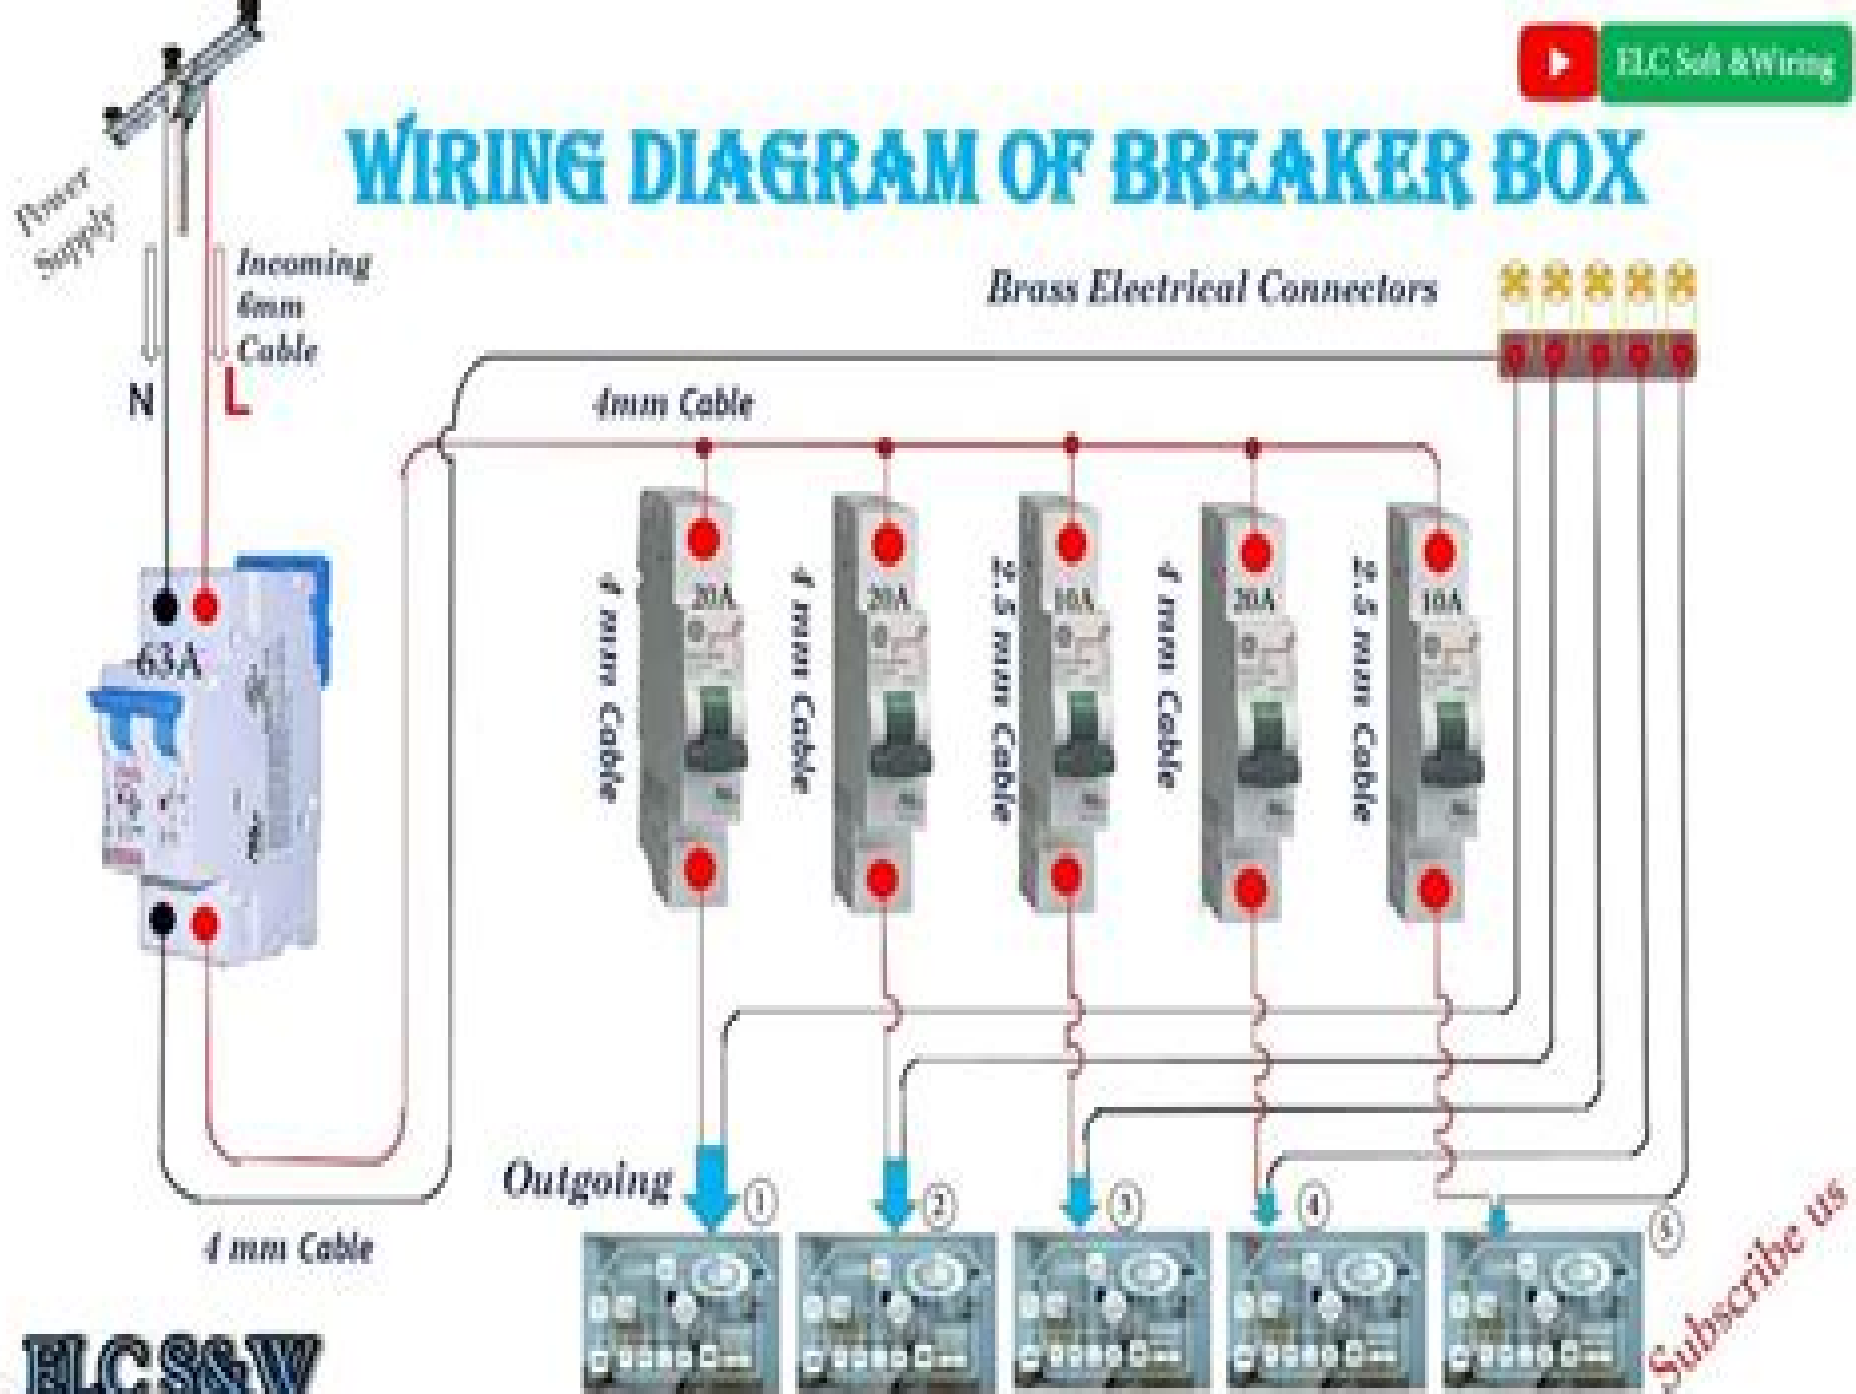 ELC Soft &Wiring
WIRING DIAGRAM OF BREAKER BOX
Power
Supply
Incoming
6mm
Cable
N
L
Brass Electrical Connectors
4mm Cable
63A
4 mm Cable
20A
4 mm Cable
20A
2.5 mm Cable
10A
4 mm Cable
20A
2.5 mm Cable
10A
Outgoing
1
2
3
4
5
4 mm Cable
ELC S&W
Subscribe us